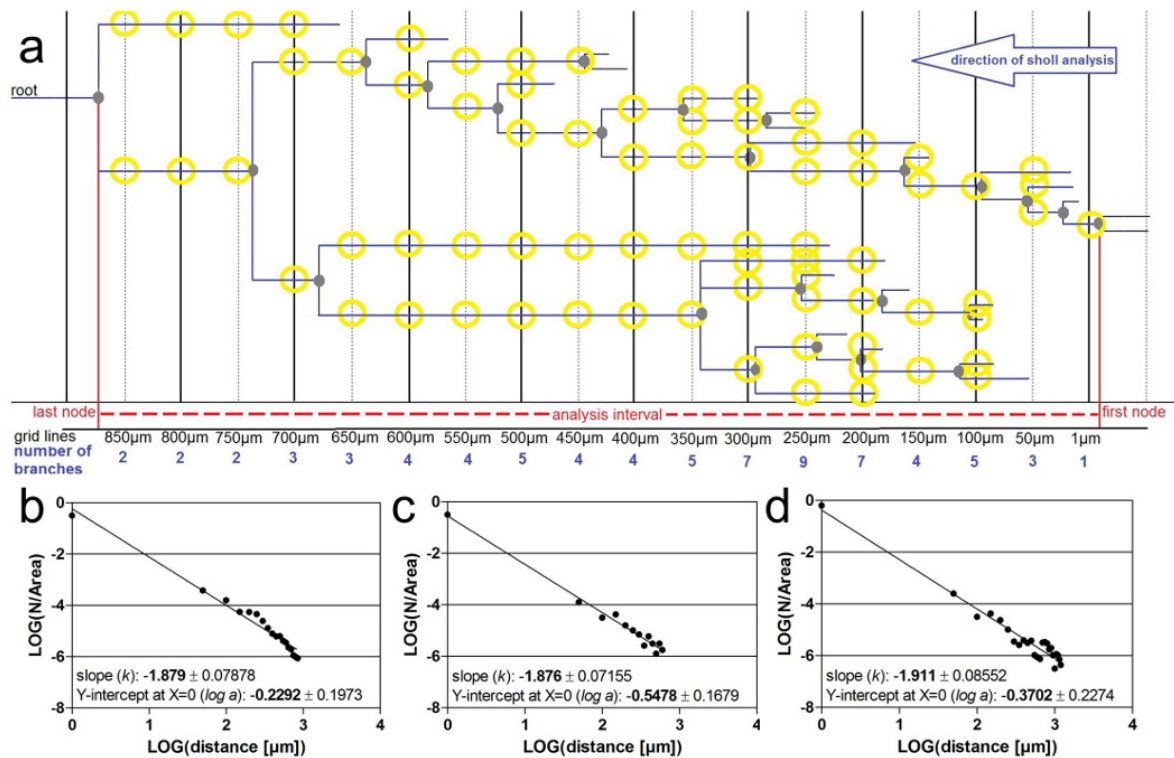 a
direction of sholl analysis
root
last node
analysis interval
first node
grid lines 850µm 800µm 750µm 700µm 650µm 600µm 550µm 500µm 450µm 400µm 350µm 300µm 250µm 200µm 150µm 100µm 50µm 1µm
number of
branches 2 2 2 3 3 4 4 5 4 4 5 7 9 7 4 5 3 1
b
LOG(N/Area)
0
-2
-4
-6
-8
slope (k): -1.879 ± 0.07878
Y-intercept at X=0 (log a): -0.2292 ± 0.1973
0 1 2 3 4
LOG(distance [µm])
c
LOG(N/Area)
0
-2
-4
-6
-8
slope (k): -1.876 ± 0.07155
Y-intercept at X=0 (log a): -0.5478 ± 0.1679
0 1 2 3 4
LOG(distance [µm])
d
LOG(N/Area)
0
-2
-4
-6
-8
slope (k): -1.911 ± 0.08552
Y-intercept at X=0 (log a): -0.3702 ± 0.2274
0 1 2 3 4
LOG(distance [µm])